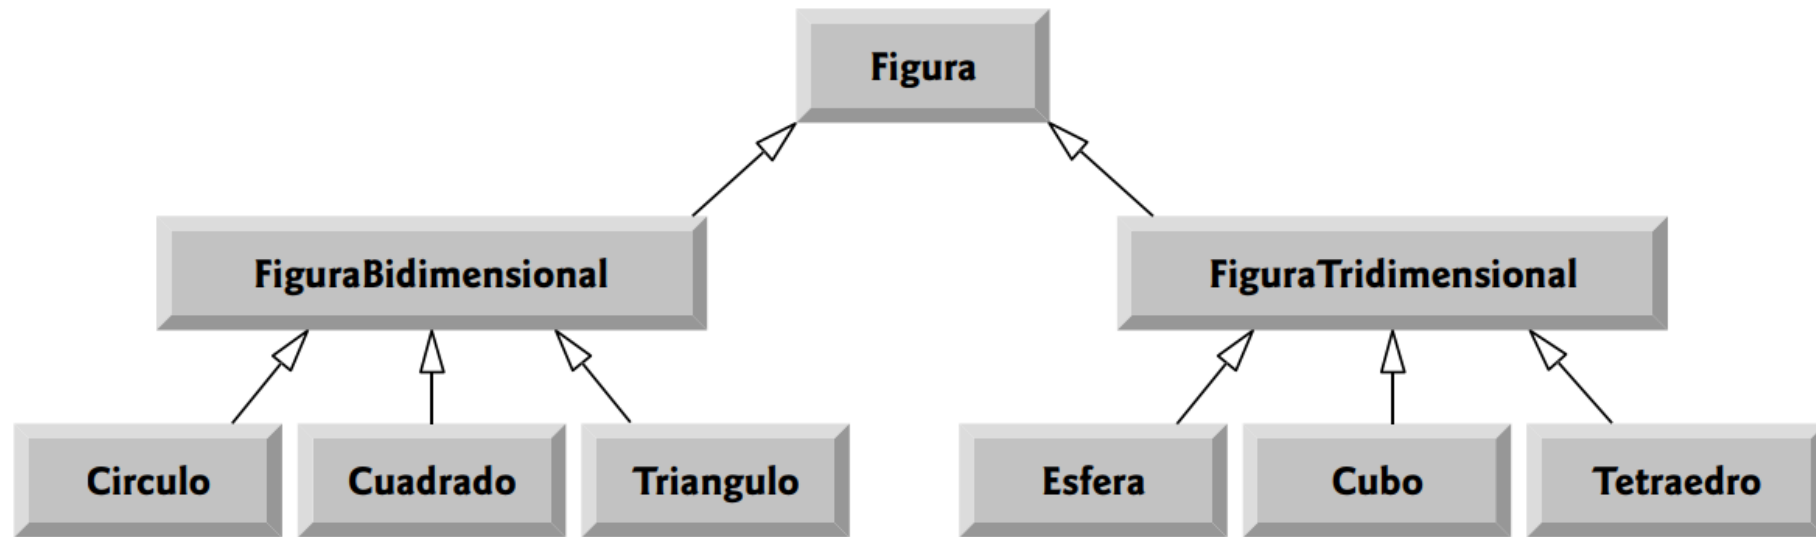 Figura
FiguraBidimensional
FiguraTridimensional
Circulo
Cuadrado
Triangulo
Esfera
Cubo
Tetraedro